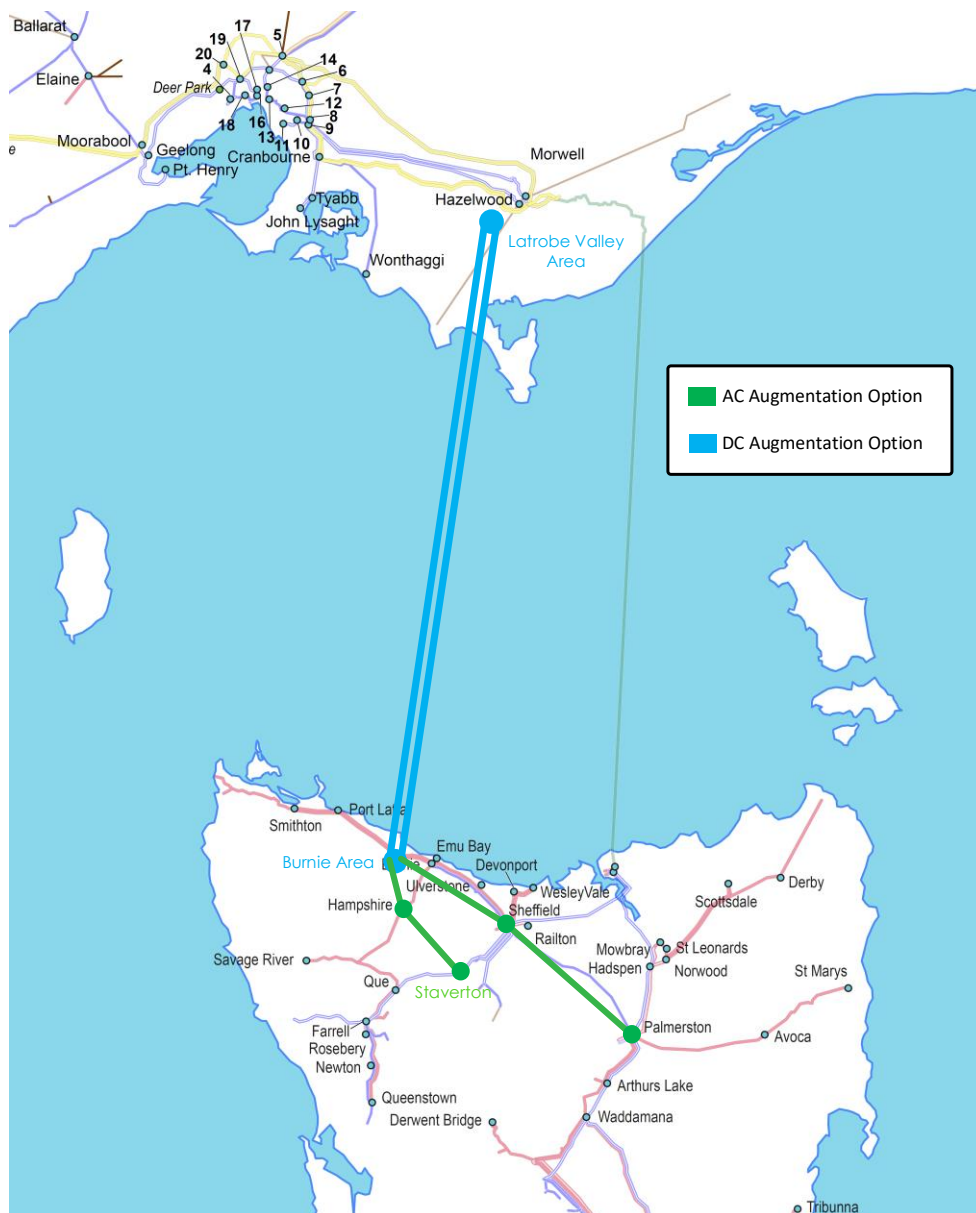 Ballarat
17
5
19
14
Elaine
20
4
6
Deer Park
7
12
8
18
16
13
9
11
10
Moorabool
Geelong
Cranbourne
Morwell
e
Pt. Henry
Tyabb
Hazelwood
John Lysaght
Latrobe Valley
Area
Wonthaggi
AC Augmentation Option
DC Augmentation Option
Port Latta
Smithton
Emu Bay
Burnie Area
Devonport
Ulverstone
WesleyVale
Derby
Hampshire
Scottsdale
Sheffield
Railton
Mowbray
St Leonards
Savage River
Hadspen
Norwood
St Marys
Que
Staverton
Farrell
Palmerston
Avoca
Rosebery
Newton
Arthurs Lake
Queenstown
Derwent Bridge
Waddamana
Tribunna